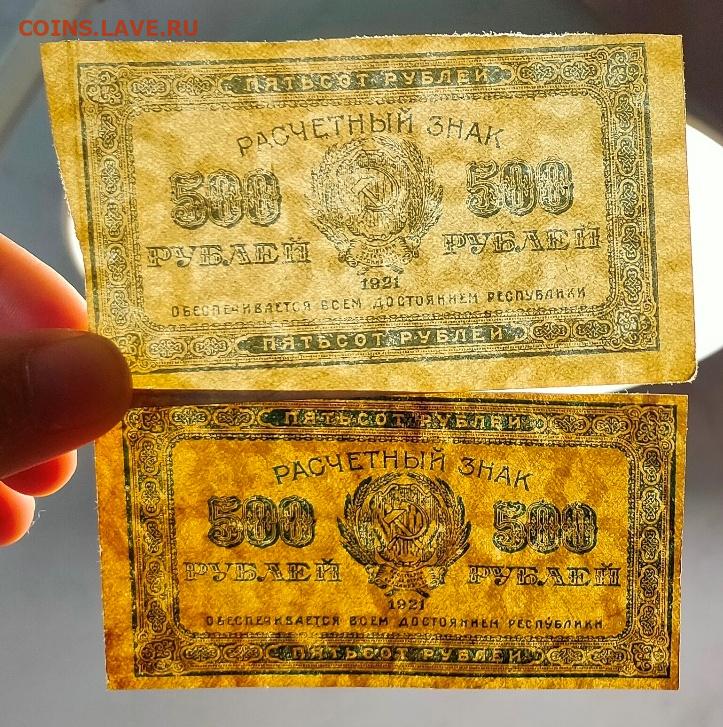 COINS.LAVE.RU
ПЯТЬСОТ РУБЛЕЙ
РАСЧЕТНЫЙ ЗНАК
500 500
РУБЛЕЙ РУБЛЕЙ
1921
ОБЕСПЕЧИВАЕТСЯ ВСЕМ ДОСТОЯНИЕМ РЕСПУБЛИКИ
ПЯТЬСОТ РУБЛЕЙ
ПЯТЬСОТ РУБЛЕЙ
РАСЧЕТНЫЙ ЗНАК
500 500
РУБЛЕЙ РУБЛЕЙ
1921
ОБЕСПЕЧИВАЕТСЯ ВСЕМ ДОСТОЯНИЕМ РЕСПУБЛИКИ
ПЯТЬСОТ РУБЛЕЙ